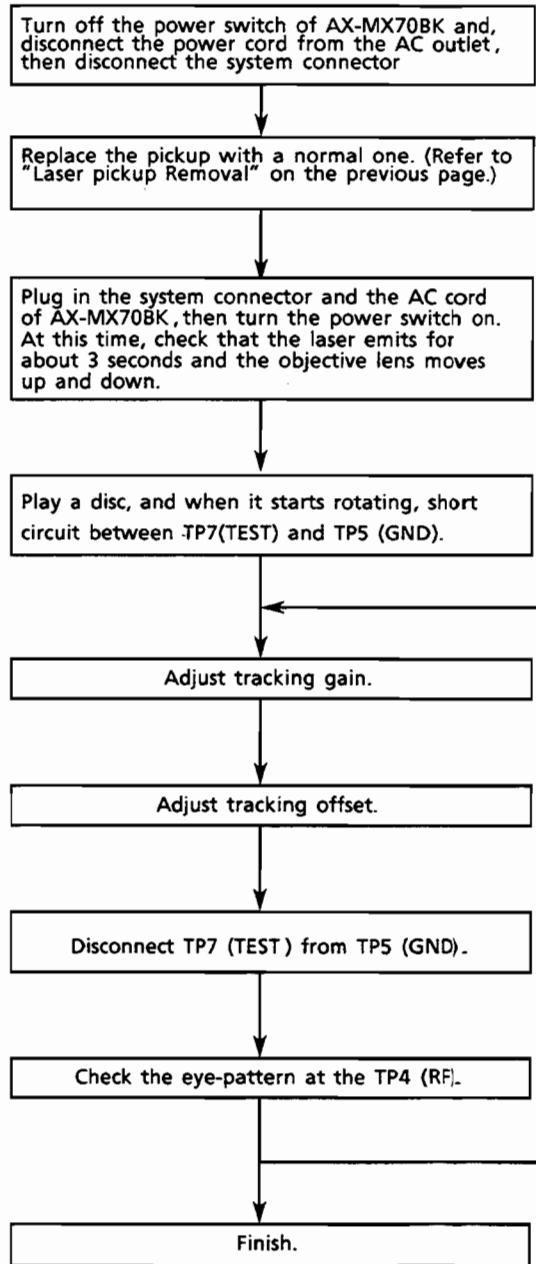 Turn off the power switch of AX-MX70BK and,
disconnect the power cord from the AC outlet,
then disconnect the system connector
Replace the pickup with a normal one. (Refer to
"Laser pickup Removal" on the previous page.)
Plug in the system connector and the AC cord
of AX-MX70BK, then turn the power switch on.
At this time, check that the laser emits for
about 3 seconds and the objective lens moves
up and down.
Play a disc, and when it starts rotating, short
circuit between TP7(TEST) and TP5 (GND).
Adjust tracking gain.
Adjust tracking offset.
Disconnect TP7 (TEST) from TP5 (GND).
Check the eye-pattern at the TP4 (RF).
Finish.